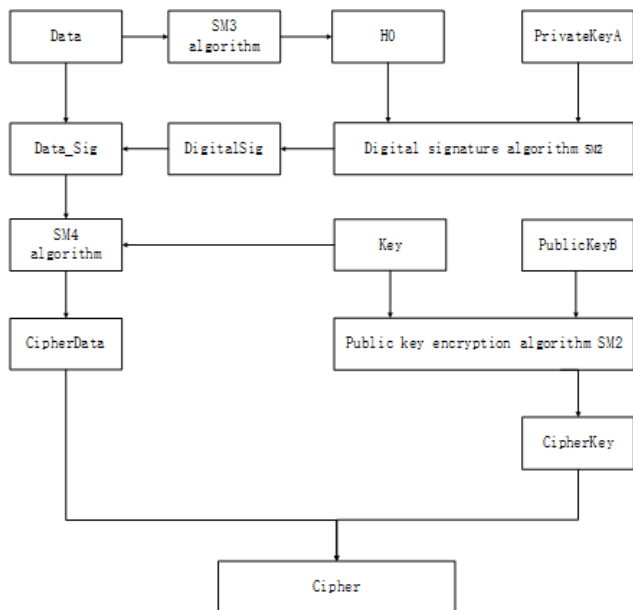 Data
SM3
algorithm
H0
PrivateKeyA
Data_Sig
DigitalSig
Digital signature algorithm SM2
SM4
algorithm
Key
PublicKeyB
CipherData
Public key encryption algorithm SM2
CipherKey
Cipher